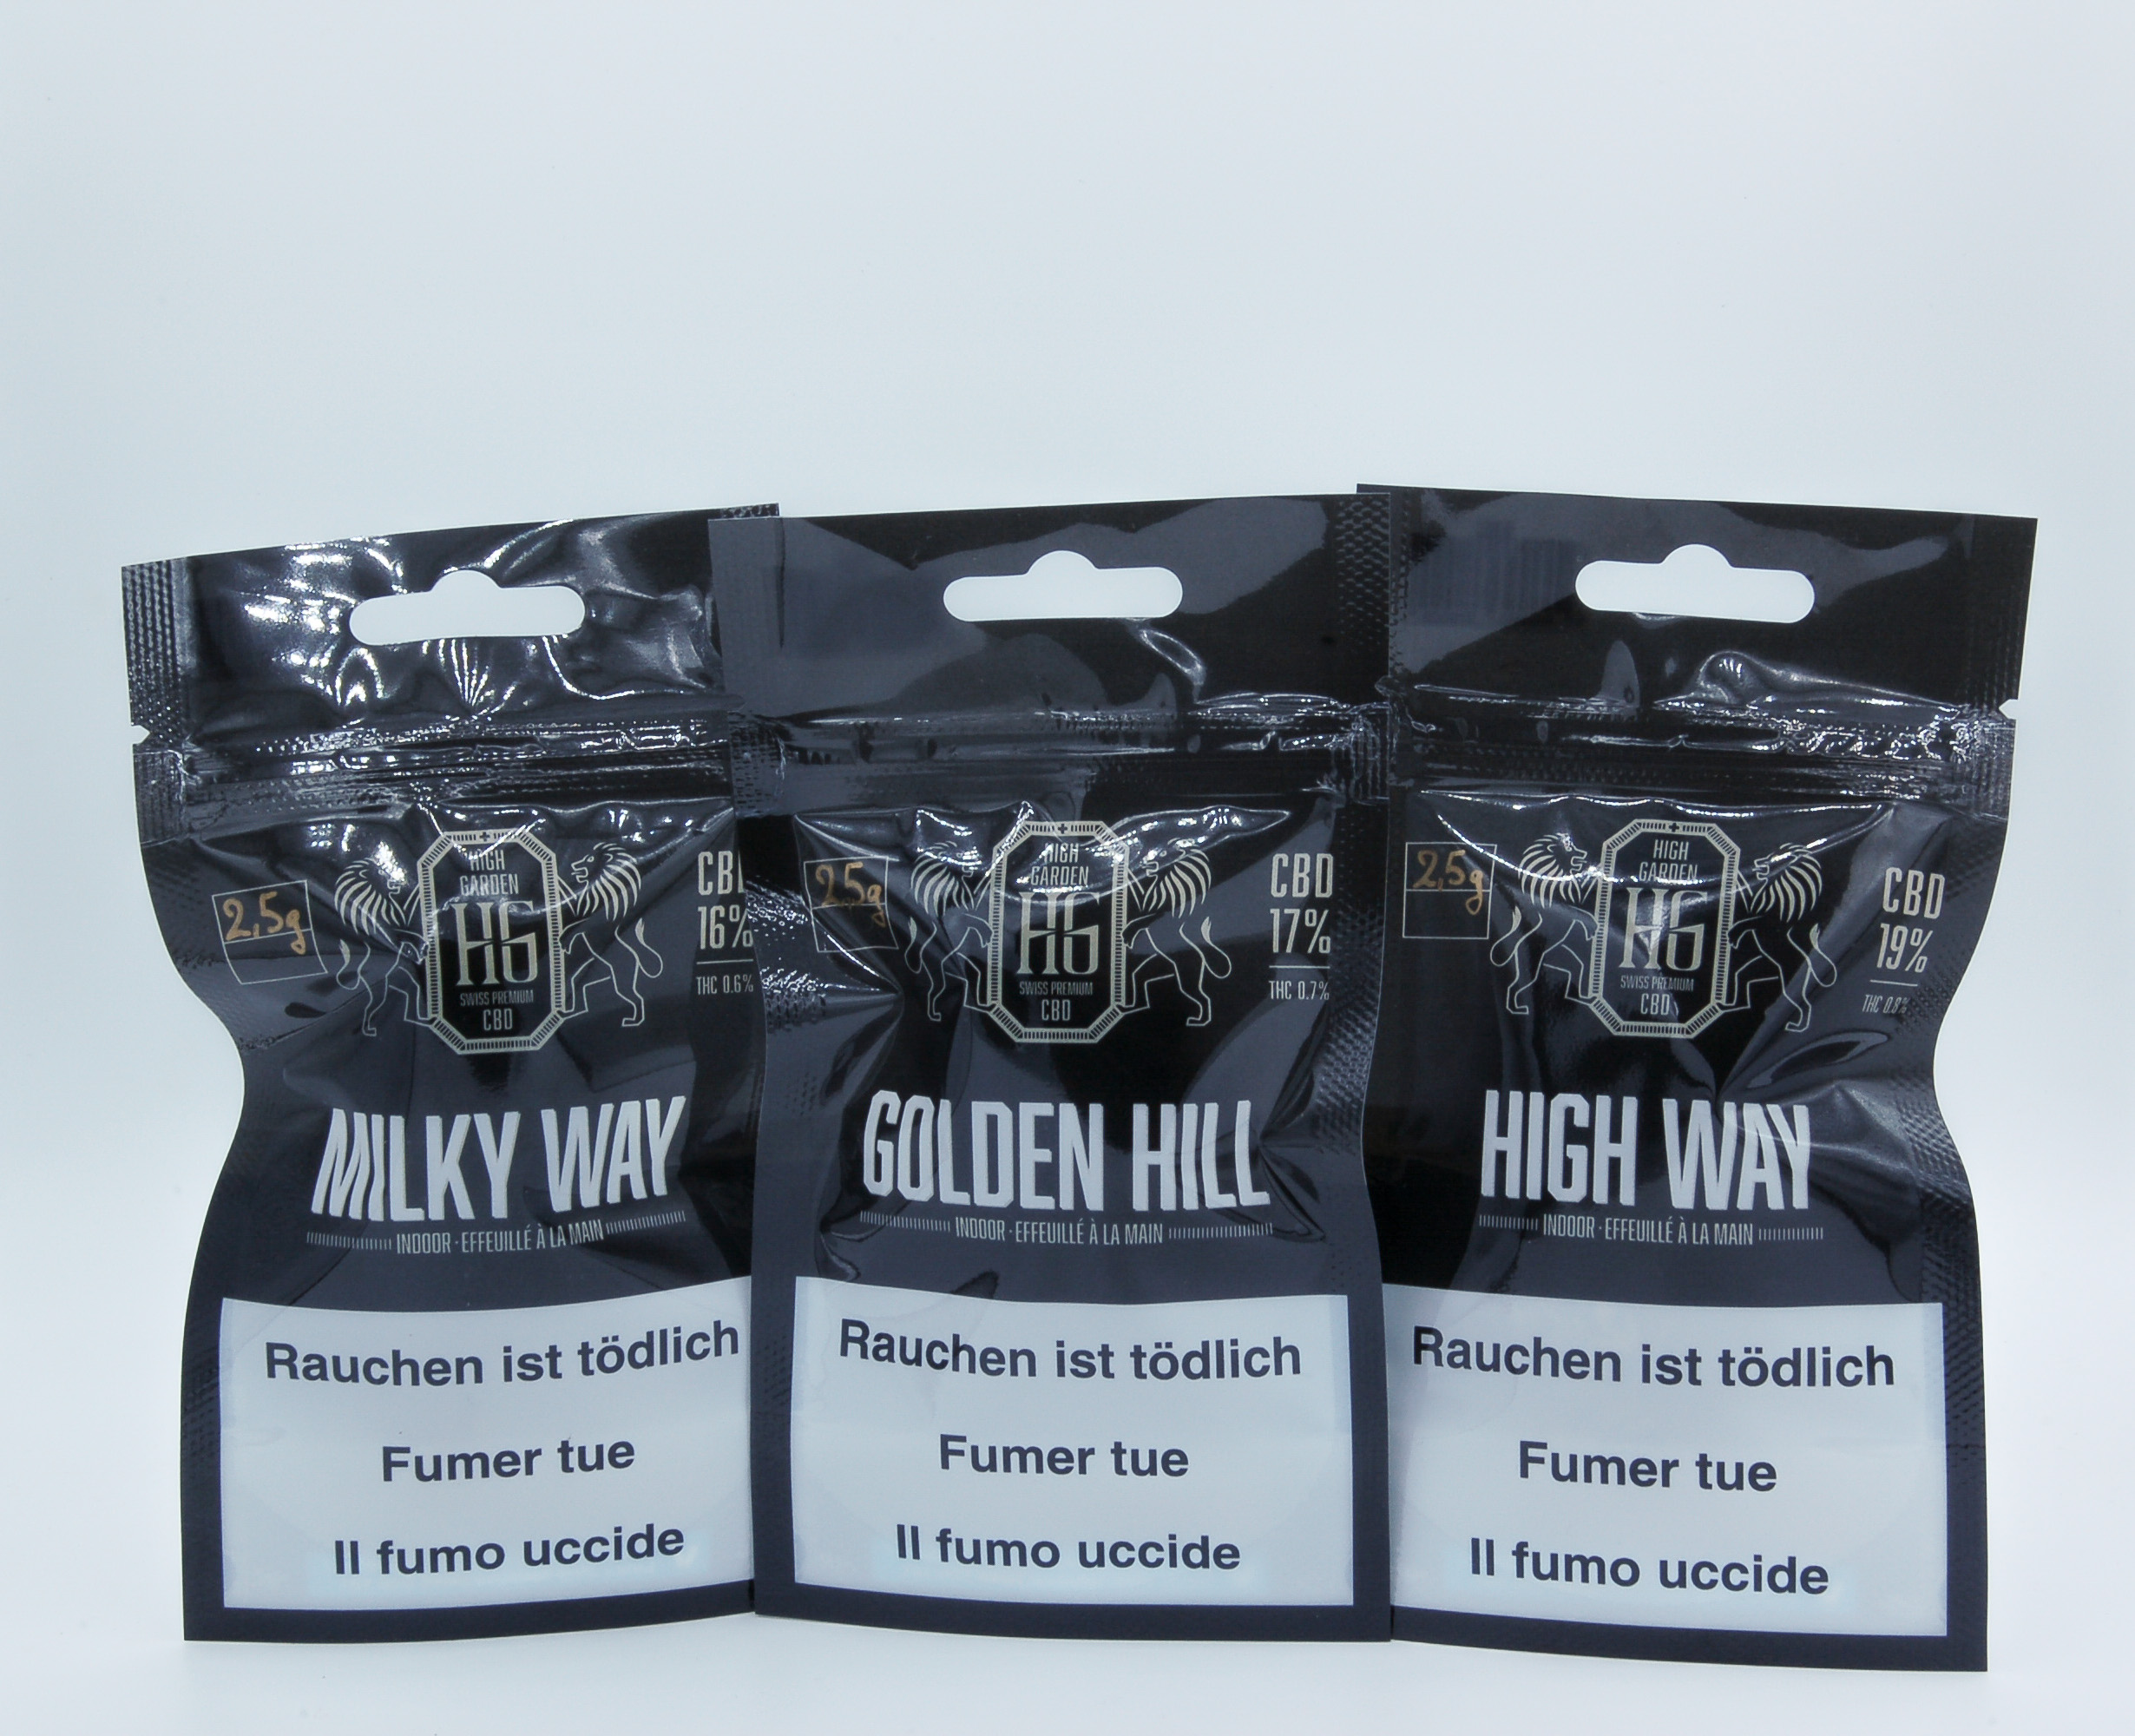 2,5g
HIGH
GARDEN
HG
SWISS PREMIUM
CBD
CBD
16%
THC 0.6%
MILKY WAY
INDOOR · EFFEUILLÉ À LA MAIN
Rauchen ist tödlich
Fumer tue
Il fumo uccide
2,5g
HIGH
GARDEN
HG
SWISS PREMIUM
CBD
CBD
17%
THC 0.7%
GOLDEN HILL
INDOOR · EFFEUILLÉ À LA MAIN
Rauchen ist tödlich
Fumer tue
Il fumo uccide
2,5g
HIGH
GARDEN
HG
SWISS PREMIUM
CBD
CBD
19%
THC 0.8%
HIGH WAY
INDOOR · EFFEUILLÉ À LA MAIN
Rauchen ist tödlich
Fumer tue
Il fumo uccide